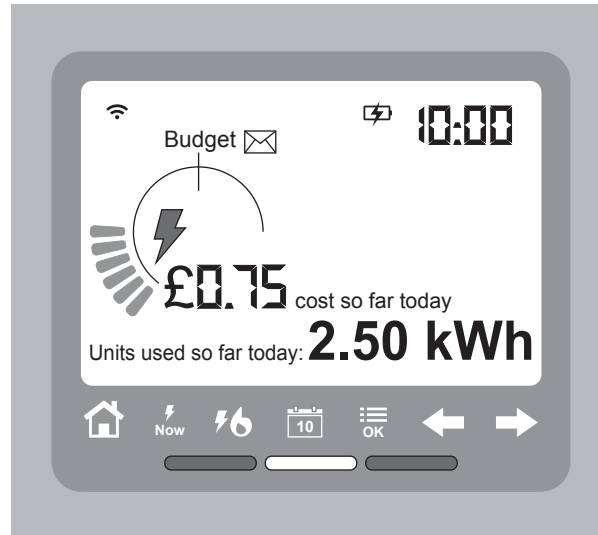 10:00
Budget
£0.75 cost so far today
Units used so far today: 2.50 kWh
Now
10
OK